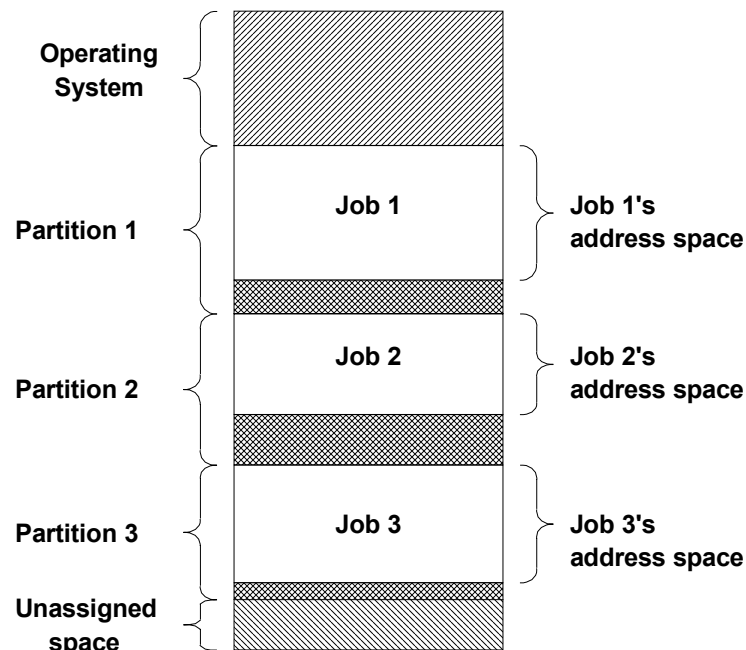 Operating
System
Partition 1
Job 1
Job 1's
address space
Partition 2
Job 2
Job 2's
address space
Partition 3
Job 3
Job 3's
address space
Unassigned
space